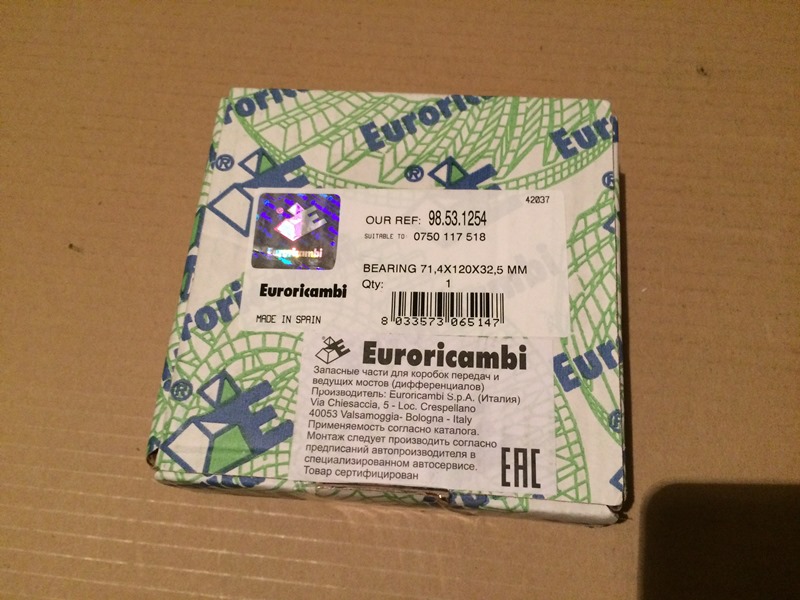 Euroricambi
Euroric
Euro
42037
OUR REF: 98.53.1254
SUITABLE TO: 0750 117 518
Euroricambi
BEARING 71,4X120X32,5 MM
Euroricambi
Qty: 1
MADE IN SPAIN
8 033573 065147
Euroricambi
Запасные части для коробок передач и
ведущих мостов (дифференциалов)
Производитель: Euroricambi S.p.A. (Италия)
Via Chiesaccia, 5 - Loc. Crespellano
40053 Valsamoggia- Bologna - Italy
Применяемость согласно каталога.
Монтаж следует производить согласно
предписаний автопроизводителя в
специализированном автосервисе.
Товар сертифицирован
EAC